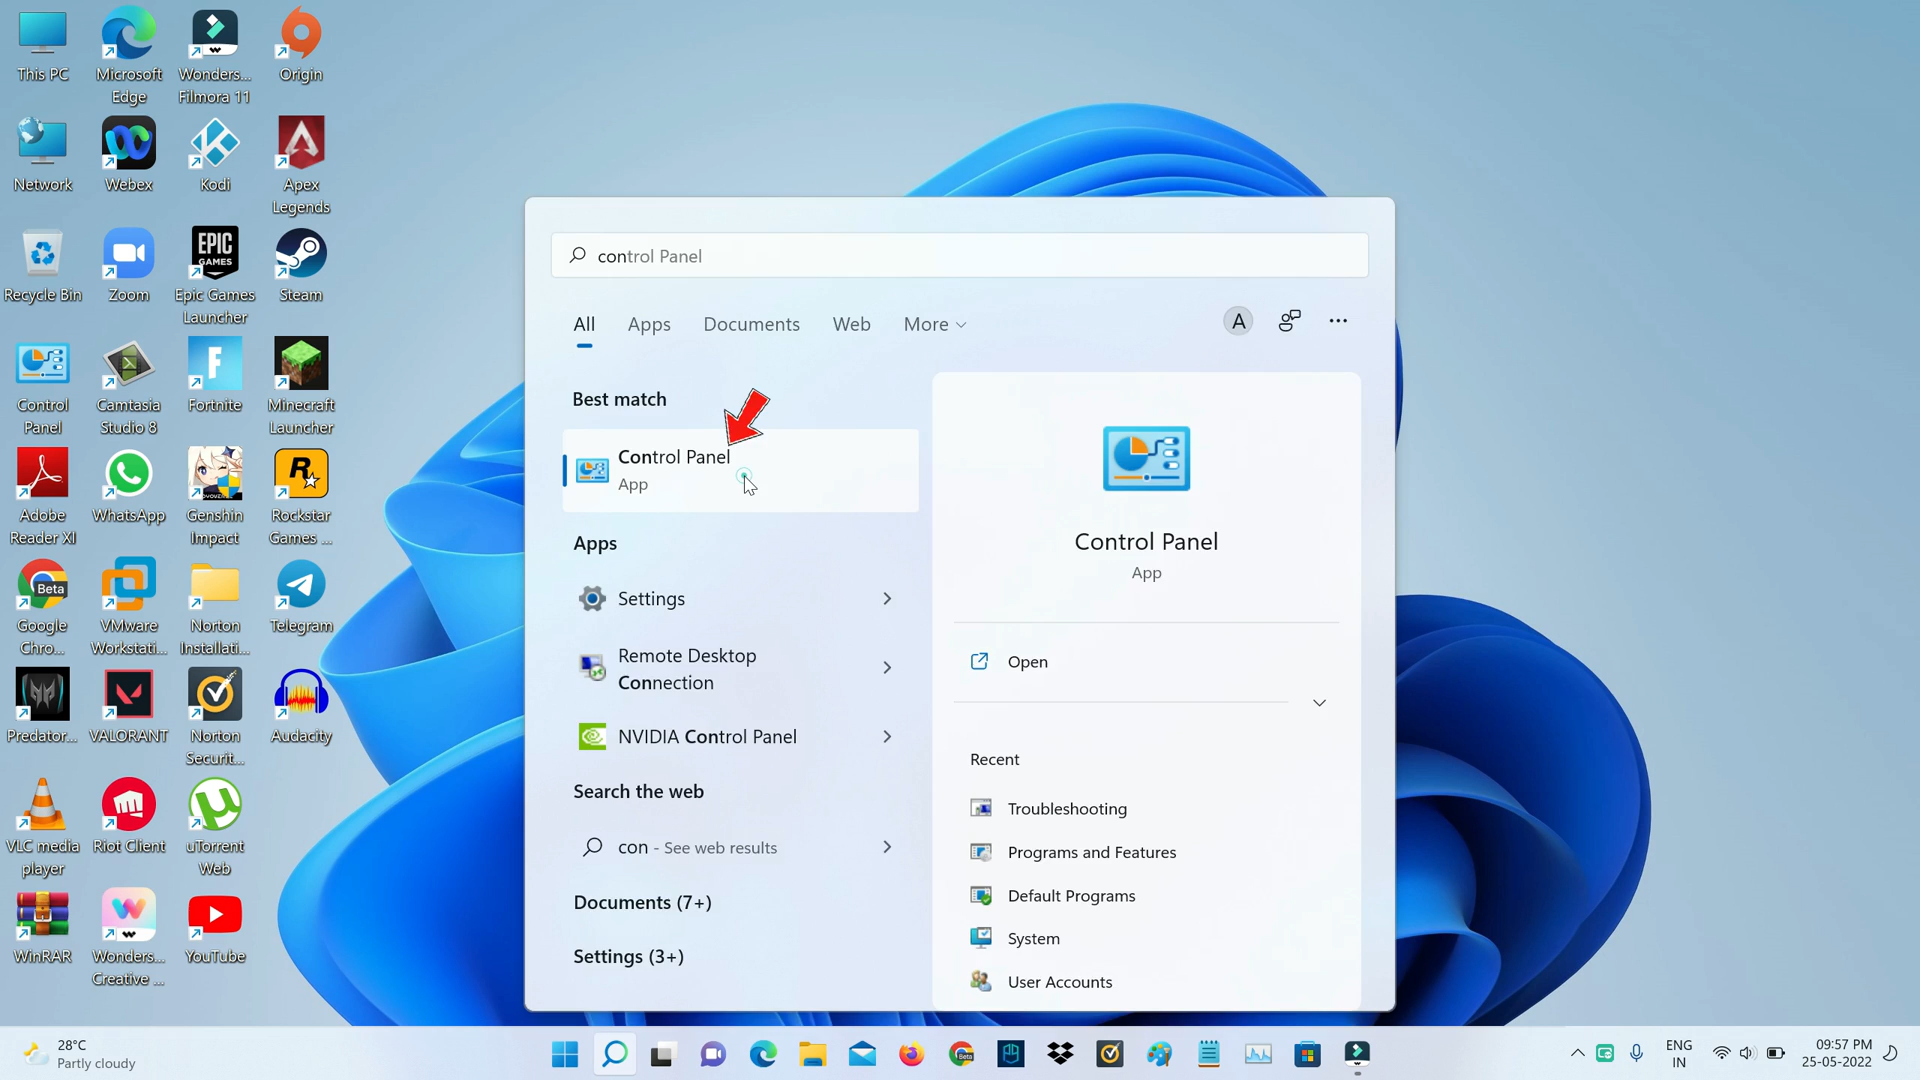 This PC
Microsoft
Edge
Wonders...
Filmora 11
Origin
Network
Webex
Kodi
Apex
Legends
Recycle Bin
Zoom
EPIC
GAMES
Epic Games
Launcher
Steam
Control
Panel
Camtasia
Studio 8
Fortnite
Minecraft
Launcher
Adobe
Reader XI
WhatsApp
Genshin
Impact
Rockstar
Games ...
Beta
Google
Chro...
VMware
Workstati...
Norton
Installati...
Telegram
Predator...
VALORANT
Norton
Securit...
Audacity
VLC media
player
Riot Client
uTorrent
Web
WinRAR
Wonders...
Creative ...
YouTube
control Panel
All
Apps
Documents
Web
More
A
Best match
Control Panel
App
Apps
Settings
Remote Desktop
Connection
NVIDIA Control Panel
Search the web
con - See web results
Documents (7+)
Settings (3+)
Control Panel
App
Open
Recent
Troubleshooting
Programs and Features
Default Programs
System
User Accounts
28°C
Partly cloudy
Beta
ENG
IN
09:57 PM
25-05-2022